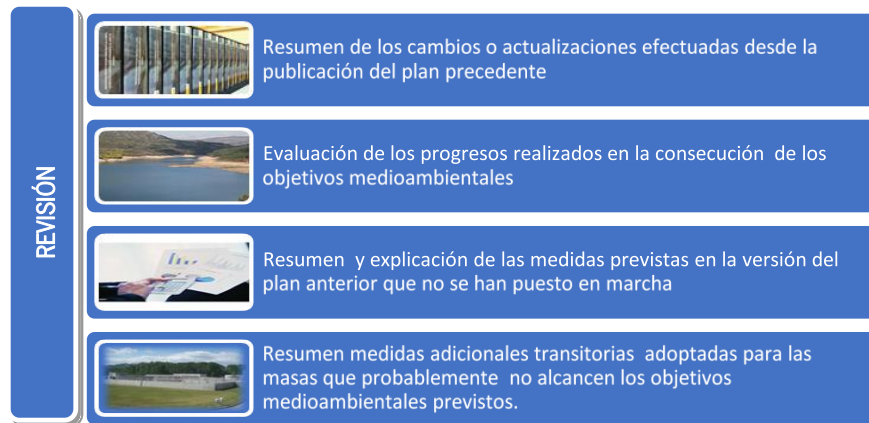 REVISIÓN
Resumen de los cambios o actualizaciones efectuadas desde la
publicación del plan precedente
Evaluación de los progresos realizados en la consecución de los
objetivos medioambientales
Resumen y explicación de las medidas previstas en la versión del
plan anterior que no se han puesto en marcha
Resumen medidas adicionales transitorias adoptadas para las
masas que probablemente no alcancen los objetivos
medioambientales previstos.